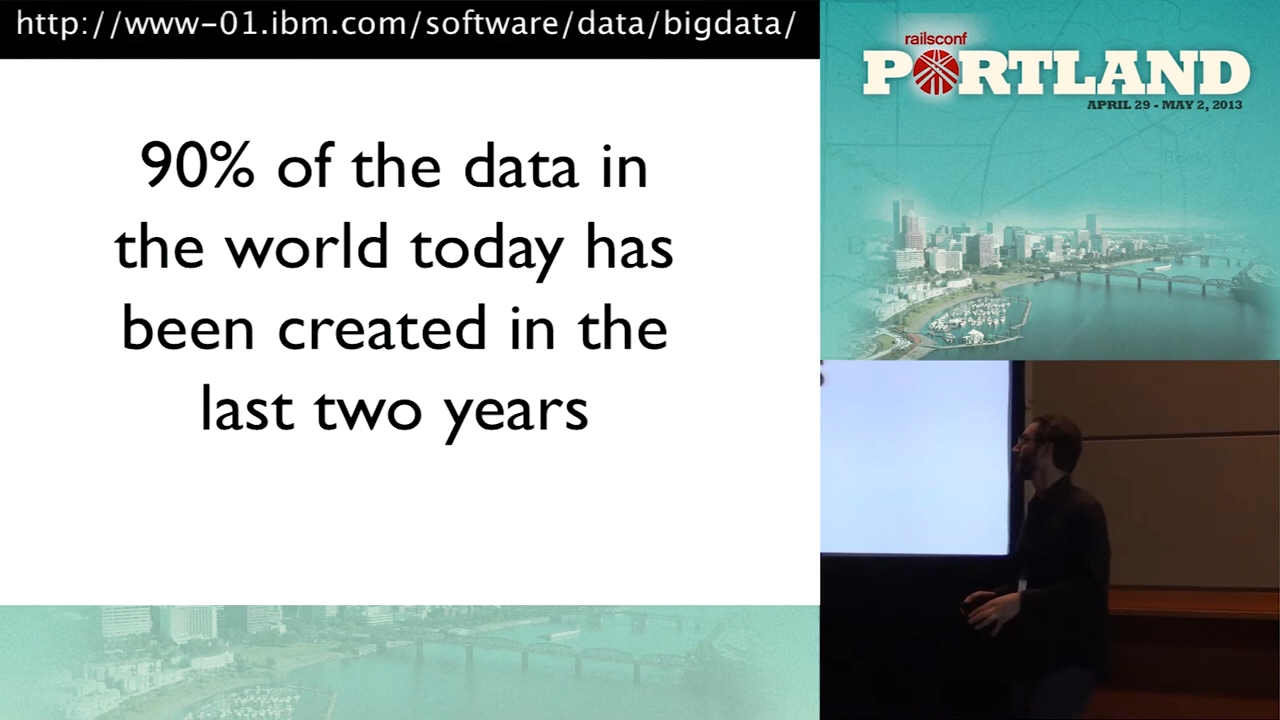 http://www-01.ibm.com/software/data/bigdata/
90% of the data in
the world today has
been created in the
last two years
railsconf
PORTLAND
APRIL 29 - MAY 2, 2013